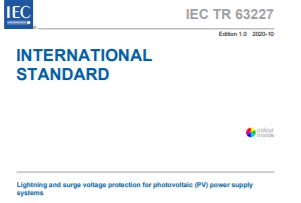 IEC
IEC TR 63227
Edition 1.0 2020-10
INTERNATIONAL
STANDARD
colour
inside
Lightning and surge voltage protection for photovoltaic (PV) power supply
systems